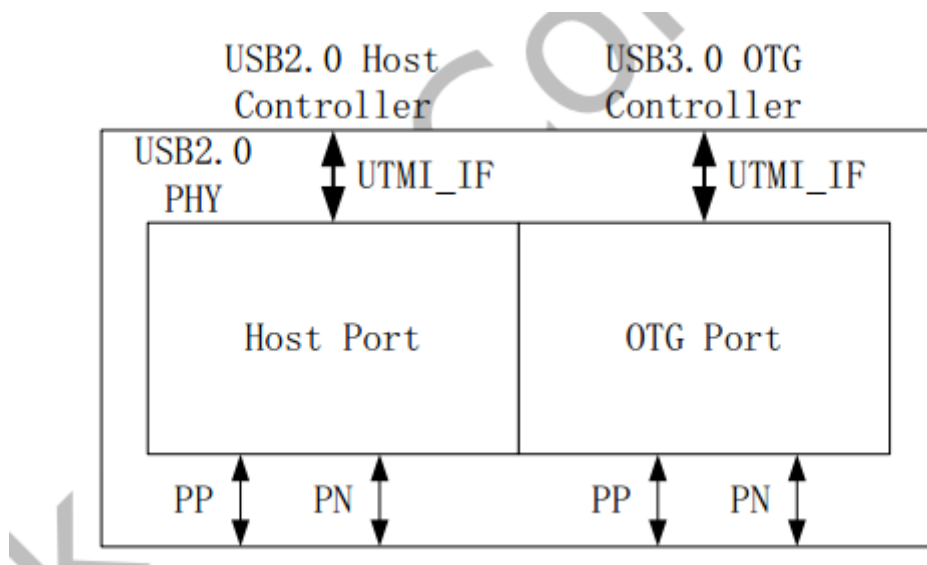 USB2.0 Host
Controller
USB3.0 OTG
Controller
USB2.0
PHY
UTMI_IF
UTMI_IF
Host Port
OTG Port
PP
PN
PP
PN